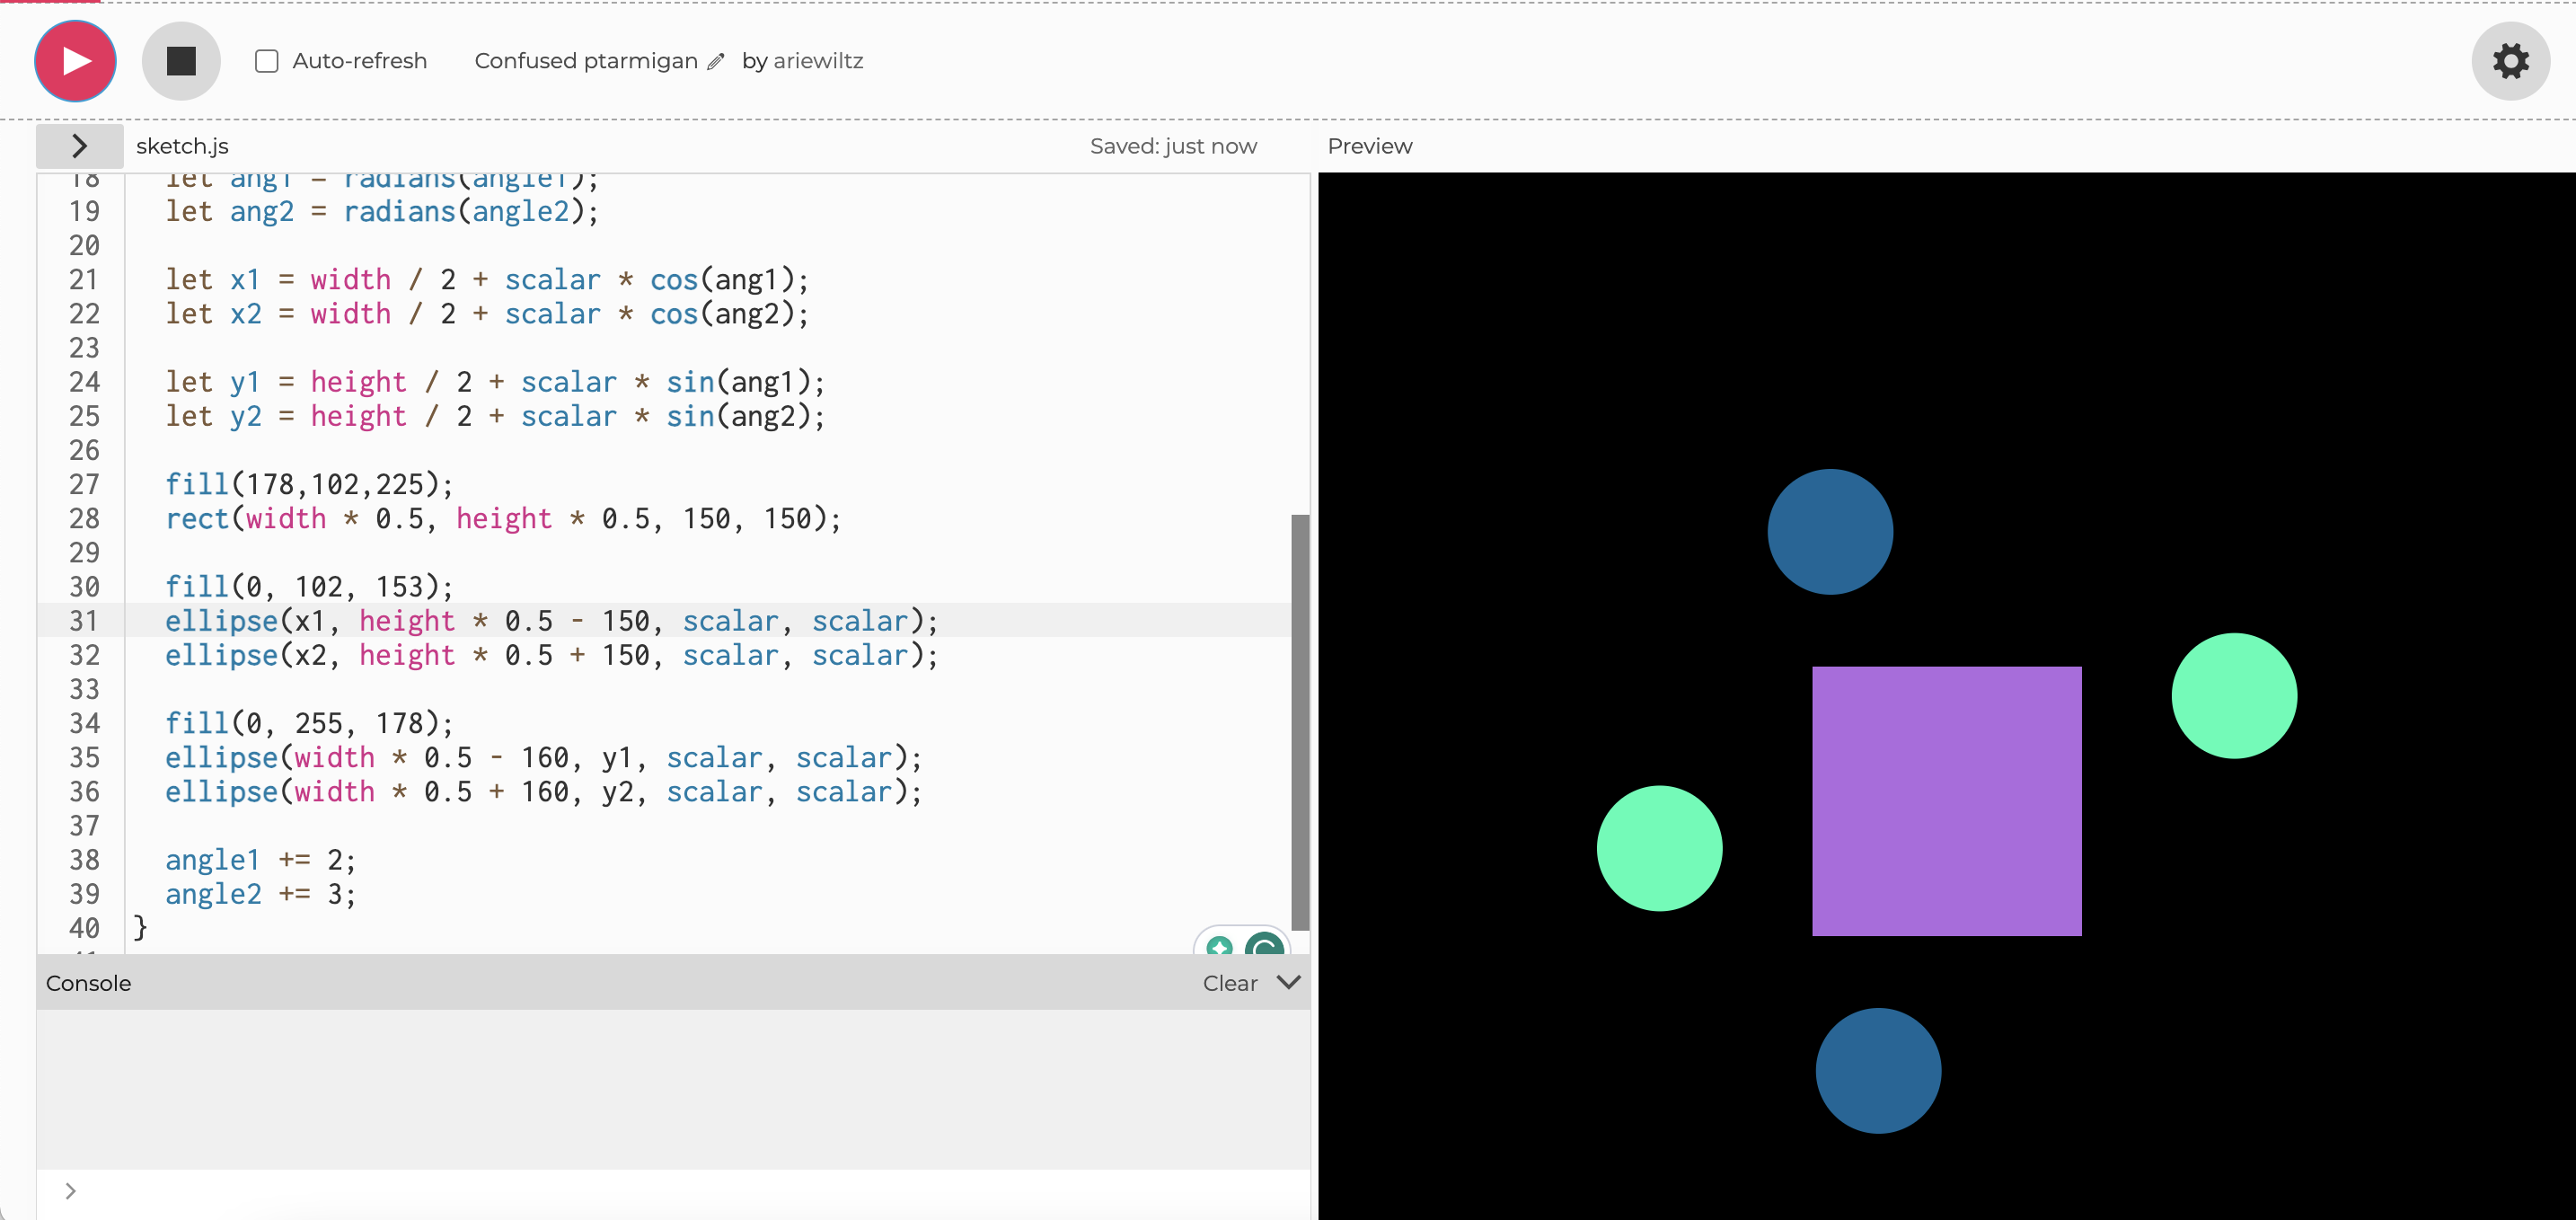 Auto-refresh Confused ptarmigan by ariewiltz
sketch.js Saved: just now Preview
18 let ang1 = radians(angle1);
19 let ang2 = radians(angle2);
20
21 let x1 = width / 2 + scalar * cos(ang1);
22 let x2 = width / 2 + scalar * cos(ang2);
23
24 let y1 = height / 2 + scalar * sin(ang1);
25 let y2 = height / 2 + scalar * sin(ang2);
26
27 fill(178,102,225);
28 rect(width * 0.5, height * 0.5, 150, 150);
29
30 fill(0, 102, 153);
31 ellipse(x1, height * 0.5 - 150, scalar, scalar);
32 ellipse(x2, height * 0.5 + 150, scalar, scalar);
33
34 fill(0, 255, 178);
35 ellipse(width * 0.5 - 160, y1, scalar, scalar);
36 ellipse(width * 0.5 + 160, y2, scalar, scalar);
37
38 angle1 += 2;
39 angle2 += 3;
40 }
Console Clear
>